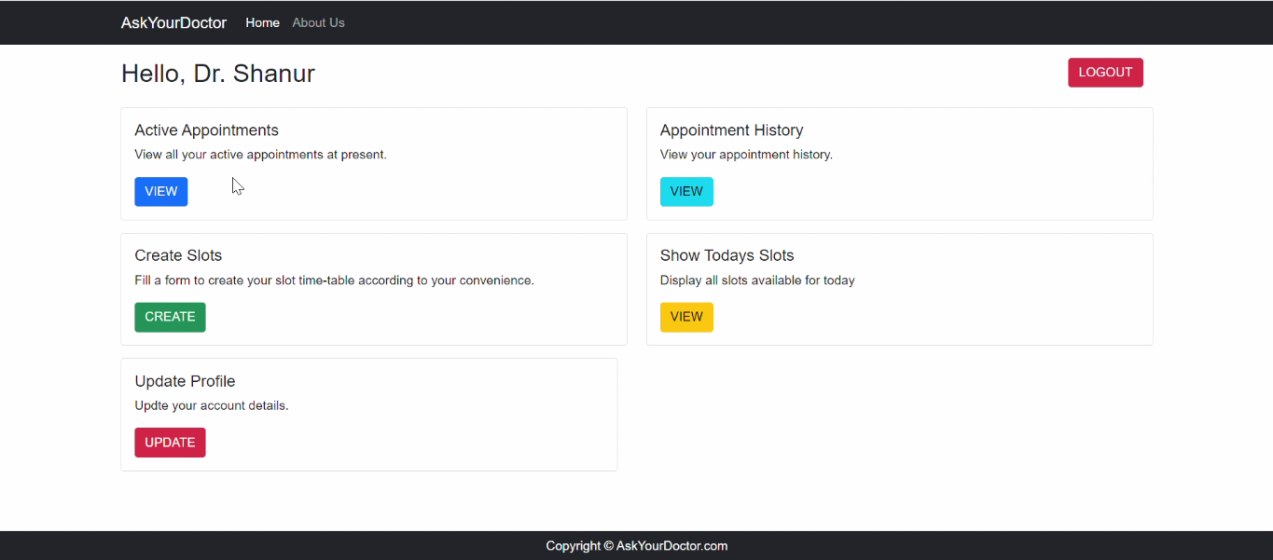 AskYourDoctor Home About Us
Hello, Dr. Shanur
LOGOUT
Active Appointments
View all your active appointments at present.
VIEW
Appointment History
View your appointment history.
VIEW
Create Slots
Fill a form to create your slot time-table according to your convenience.
CREATE
Show Todays Slots
Display all slots available for today
VIEW
Update Profile
Updte your account details.
UPDATE
Copyright © AskYourDoctor.com